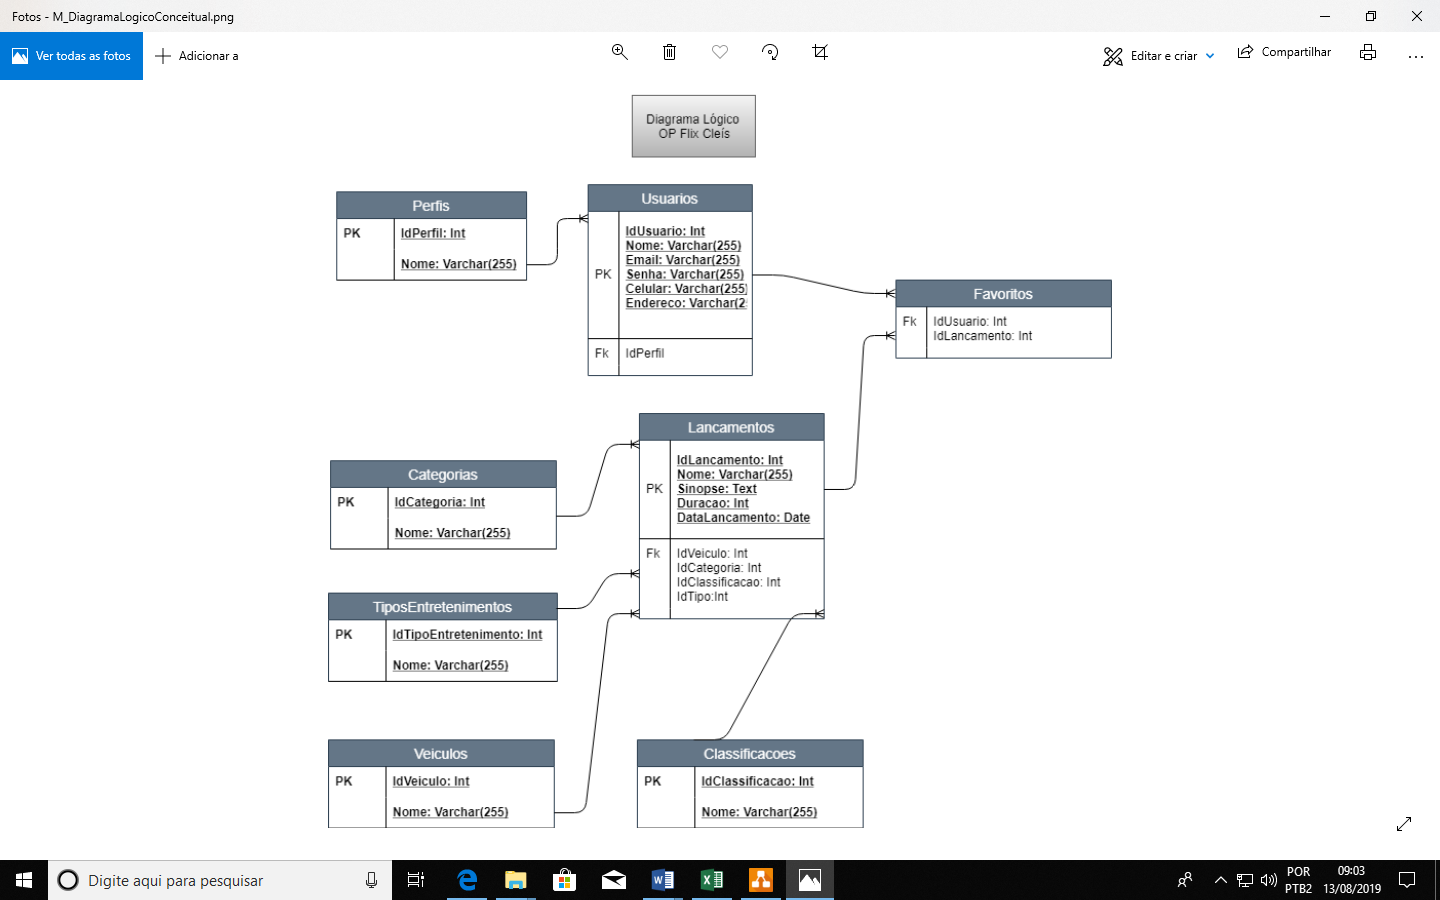 Fotos - M_DiagramaLogicoConceitual.png
Ver todas as fotos
Adicionar a
Editar e criar
Compartilhar
Diagrama Lógico
OP Flix Cleís
Perfis
PK
IdPerfil: Int
Nome: Varchar(255)
Usuarios
IdUsuario: Int
Nome: Varchar(255)
Email: Varchar(255)
PK
Senha: Varchar(255)
Celular: Varchar(255)
Endereco: Varchar(2
Fk
IdPerfil
Favoritos
Fk
IdUsuario: Int
IdLancamento: Int
Lancamentos
IdLancamento: Int
Nome: Varchar(255)
PK
Sinopse: Text
Duracao: Int
DataLancamento: Date
Fk
IdVeiculo: Int
IdCategoria: Int
IdClassificacao: Int
IdTipo:Int
Categorias
PK
IdCategoria: Int
Nome: Varchar(255)
TiposEntretenimentos
PK
IdTipoEntretenimento: Int
Nome: Varchar(255)
Veiculos
PK
IdVeiculo: Int
Nome: Varchar(255)
Classificacoes
PK
IdClassificacao: Int
Nome: Varchar(255)
Digite aqui para pesquisar
POR
PTB2
09:03
13/08/2019